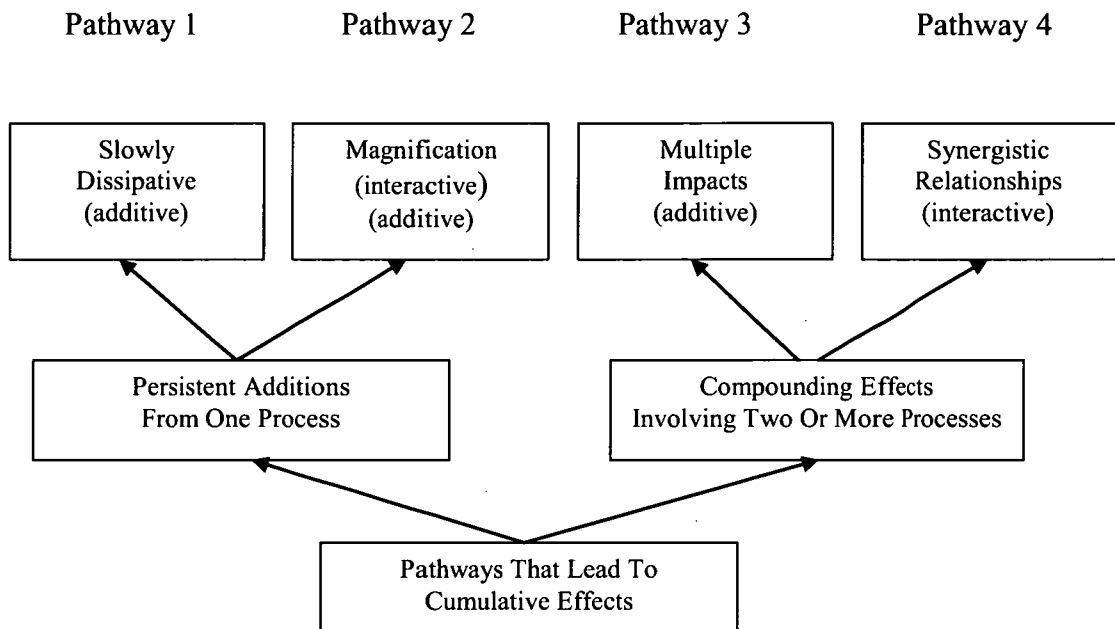 Pathway 1
Pathway 2
Pathway 3
Pathway 4
Slowly
Dissipative
(additive)
Magnification
(interactive)
(additive)
Multiple
Impacts
(additive)
Synergistic
Relationships
(interactive)
Persistent Additions
From One Process
Compounding Effects
Involving Two Or More Processes
Pathways That Lead To
Cumulative Effects